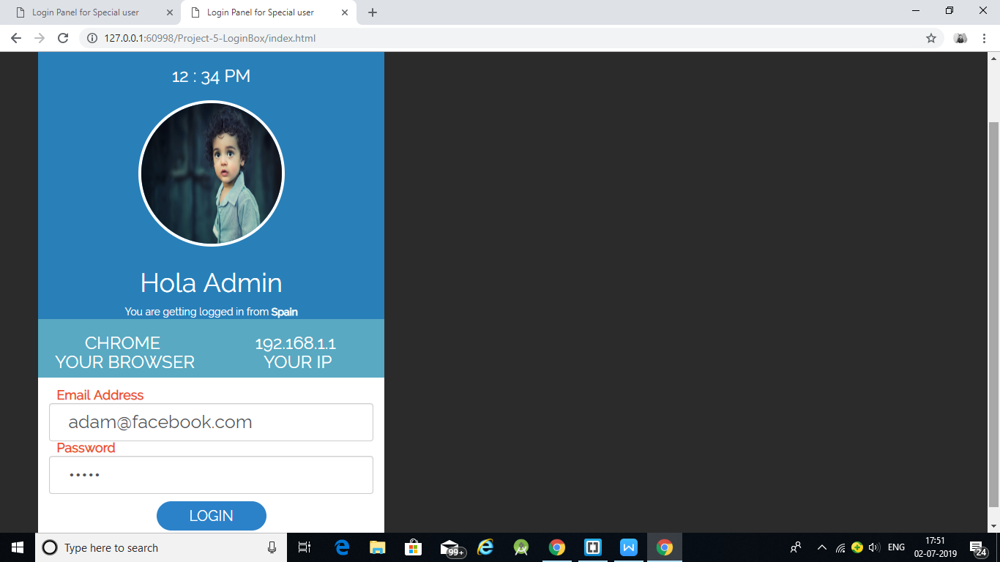 Login Panel for Special user
Login Panel for Special user
127.0.0.1:60998/Project-5-LoginBox/index.html
12 : 34 PM
Hola Admin
You are getting logged in from Spain
CHROME
YOUR BROWSER
192.168.1.1
YOUR IP
Email Address
adam@facebook.com
Password
•••••
LOGIN
Type here to search
99+
ENG
17:51
02-07-2019
24